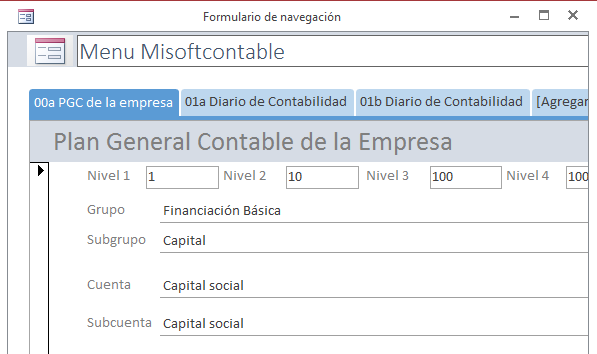 Formulario de navegación
Menu Misoftcontable
00a PGC de la empresa 01a Diario de Contabilidad 01b Diario de Contabilidad [Agregar
Plan General Contable de la Empresa
Nivel 1 1 Nivel 2 10 Nivel 3 100 Nivel 4 100
Grupo Financiación Básica
Subgrupo Capital
Cuenta Capital social
Subcuenta Capital social